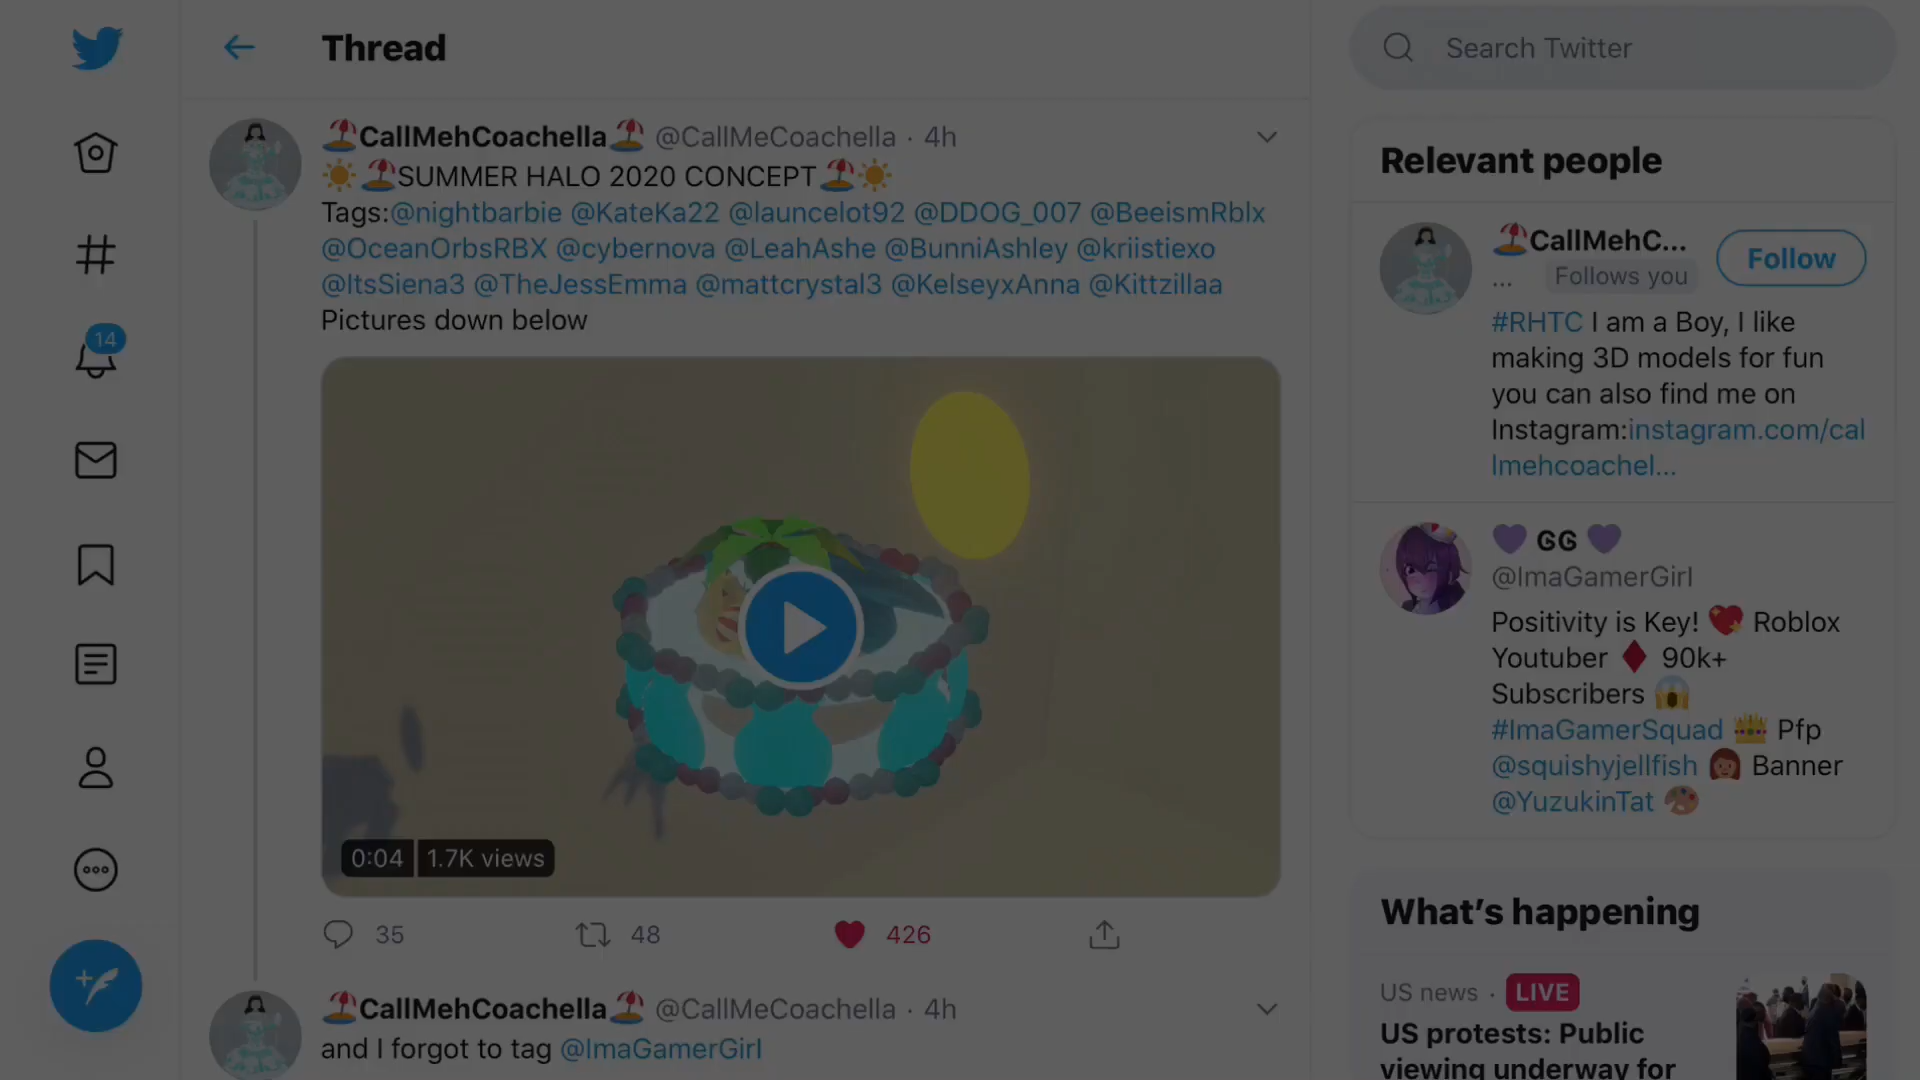 Thread
Search Twitter
CallMehCoachella @CallMeCoachella · 4h
SUMMER HALO 2020 CONCEPT
Tags:@nightbarbie @KateKa22 @launcelot92 @DDOG_007 @BeeismRblx
@OceanOrbsRBX @cybernova @LeahAshe @BunniAshley @kriistiexo
@ItsSiena3 @TheJessEmma @mattcrystal3 @KelseyxAnna @Kittzillaa
Pictures down below
0:04 1.7K views
35 48 426
CallMehCoachella @CallMeCoachella · 4h
and I forgot to tag @ImaGamerGirl
14
Relevant people
CallMehC...
... Follows you
Follow
#RHTC I am a Boy, I like
making 3D models for fun
you can also find me on
Instagram:instagram.com/cal
lmehcoachel...
GG
@ImaGamerGirl
Positivity is Key! Roblox
Youtuber 90k+
Subscribers
#ImaGamerSquad Pfp
@squishyjellfish Banner
@YuzukinTat
What's happening
US news · LIVE
US protests: Public
viewing underway for